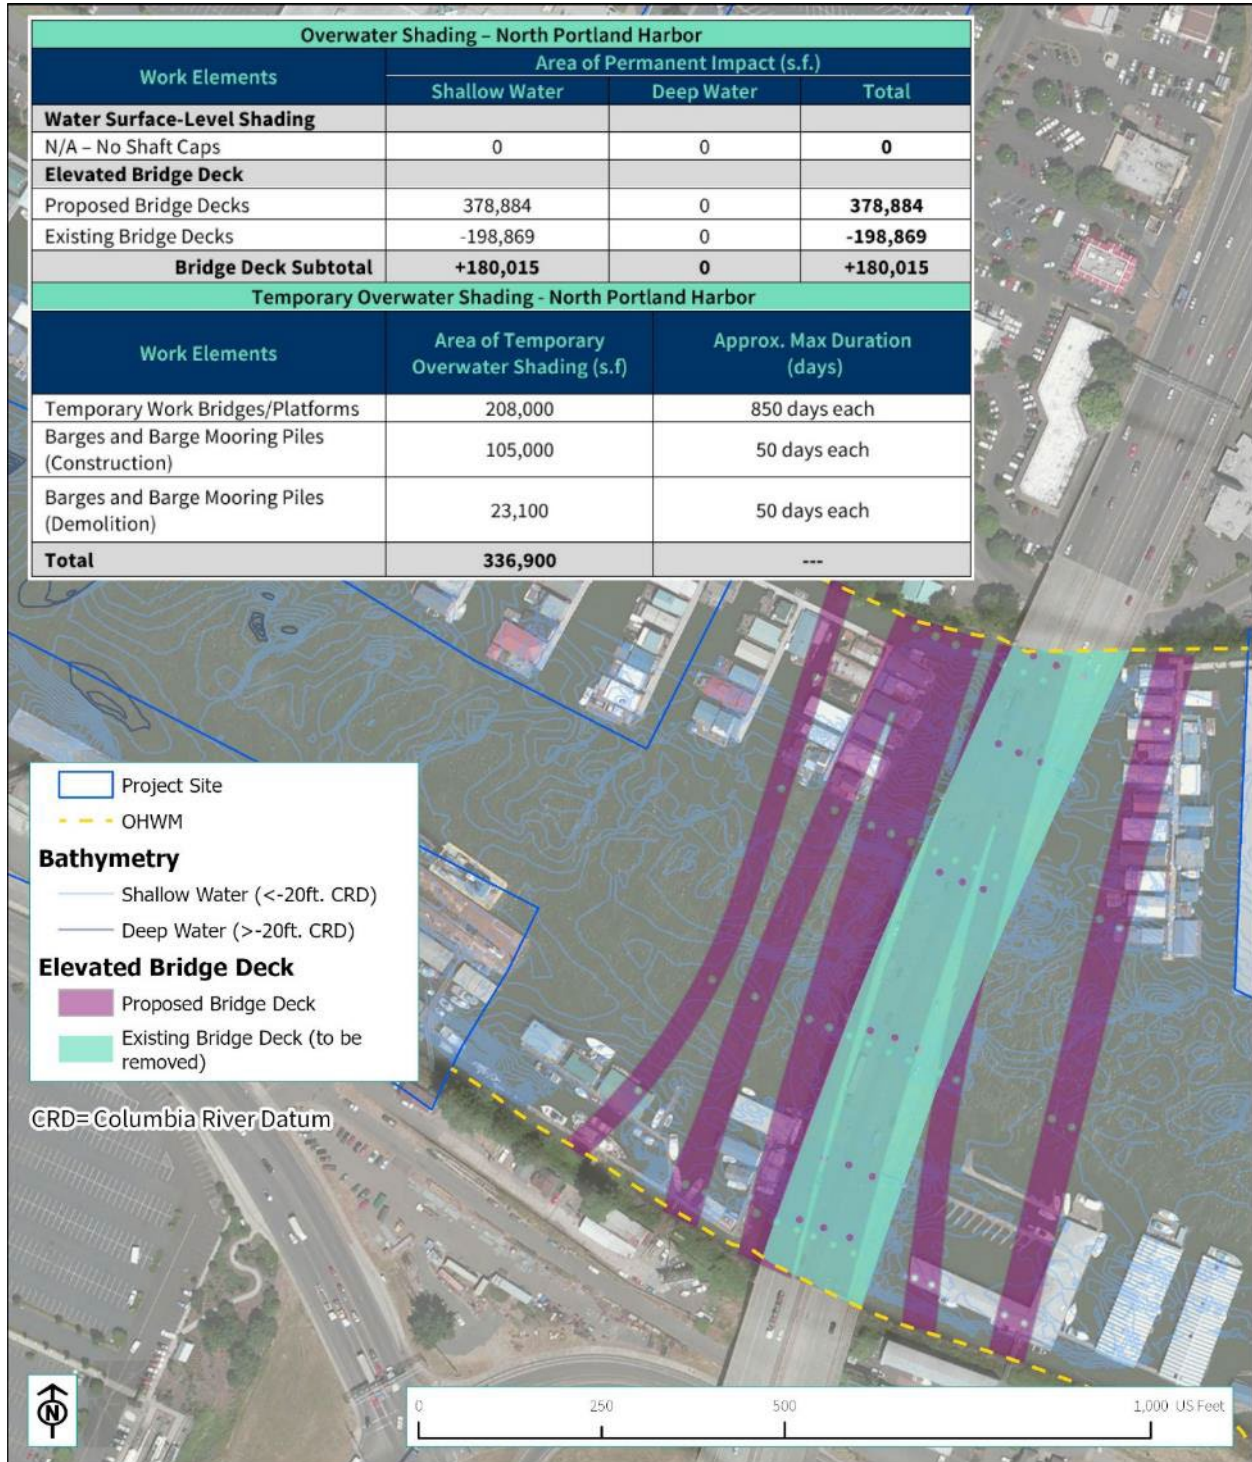 Overwater Shading – North Portland Harbor
Work Elements
Area of Permanent Impact (s.f.)
Shallow Water Deep Water Total
Water Surface-Level Shading
N/A – No Shaft Caps 0 0 0
Elevated Bridge Deck
Proposed Bridge Decks 378,884 0 378,884
Existing Bridge Decks -198,869 0 -198,869
Bridge Deck Subtotal +180,015 0 +180,015
Temporary Overwater Shading - North Portland Harbor
Work Elements
Area of Temporary
Overwater Shading (s.f)
Approx. Max Duration
(days)
Temporary Work Bridges/Platforms 208,000 850 days each
Barges and Barge Mooring Piles
(Construction)
105,000 50 days each
Barges and Barge Mooring Piles
(Demolition)
23,100 50 days each
Total 336,900 ---
Project Site
OHWM
Bathymetry
Shallow Water (<-20ft. CRD)
Deep Water (>-20ft. CRD)
Elevated Bridge Deck
Proposed Bridge Deck
Existing Bridge Deck (to be
removed)
CRD= Columbia River Datum
N
0 250 500 1,000 US Feet